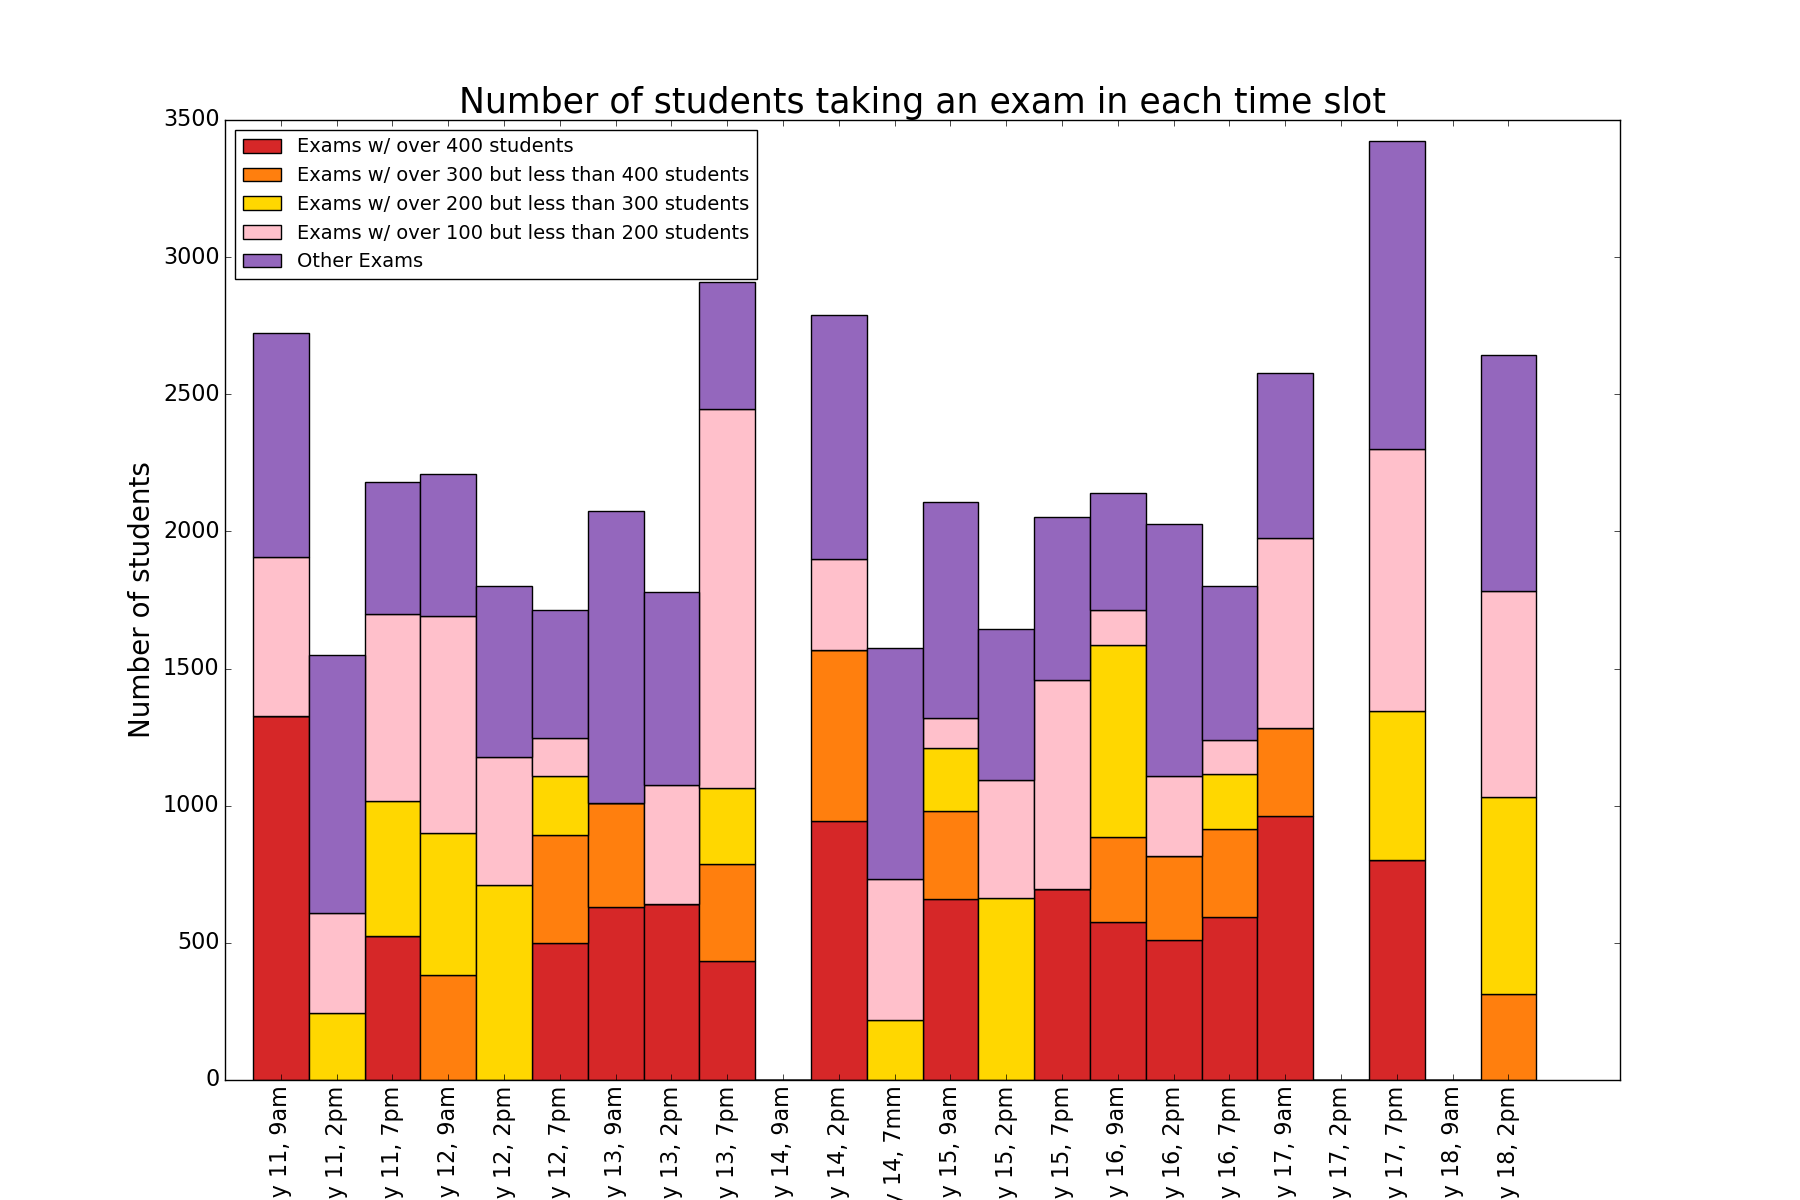 Number of students taking an exam in each time slot
3500
3000
2500
2000
1500
1000
500
0
Number of students
Exams w/ over 400 students
Exams w/ over 300 but less than 400 students
Exams w/ over 200 but less than 300 students
Exams w/ over 100 but less than 200 students
Other Exams
y 11, 9am
y 11, 2pm
y 11, 7pm
y 12, 9am
y 12, 2pm
y 12, 7pm
y 13, 9am
y 13, 2pm
y 13, 7pm
y 14, 9am
y 14, 2pm
y 14, 7mm
y 15, 9am
y 15, 2pm
y 15, 7pm
y 16, 9am
y 16, 2pm
y 16, 7pm
y 17, 9am
y 17, 2pm
y 17, 7pm
y 18, 9am
y 18, 2pm